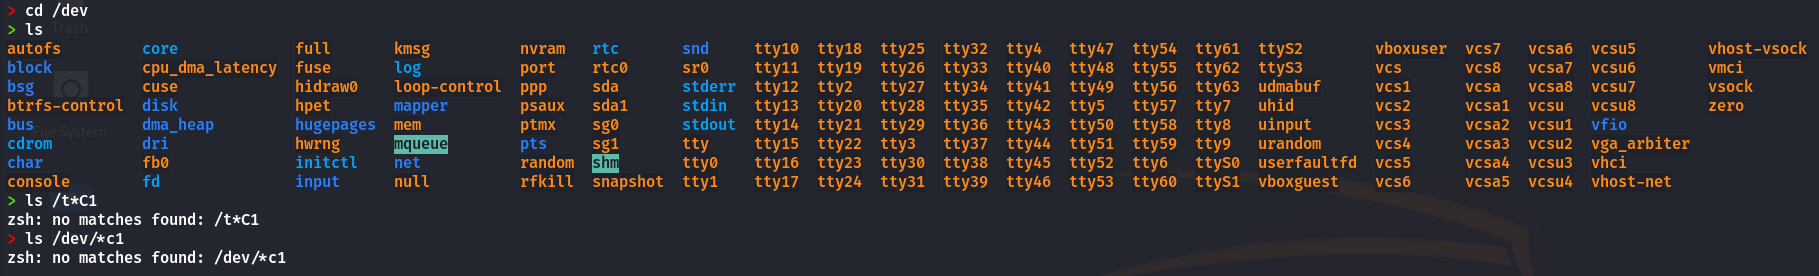 > cd /dev
Trash
> ls
autofs core full kmsg nvram rtc snd tty10 tty18 tty25 tty32 tty4 tty47 tty54 tty61 ttyS2 vboxuser vcs7 vcsa6 vcsu5 vhost-vsock
block cpu_dma_latency fuse log port rtc0 sr0 tty11 tty19 tty26 tty33 tty40 tty48 tty55 tty62 ttyS3 vcs vcs8 vcsa7 vcsu6 vmci
bsg cuse hidraw0 loop-control ppp sda stderr tty12 tty2 tty27 tty34 tty41 tty49 tty56 tty63 udmabuf vcs1 vcsa vcsa8 vcsu7 vsock
btrfs-control disk hpet mapper psaux sda1 stdin tty13 tty20 tty28 tty35 tty42 tty5 tty57 tty7 uhid vcs2 vcsa1 vcsu vcsu8 zero
bus dma_heap hugepages mem ptmx sg0 stdout tty14 tty21 tty29 tty36 tty43 tty50 tty58 tty8 uinput vcs3 vcsa2 vcsu1 vfio
File System
cdrom dri hwrng mqueue pts sg1 tty tty15 tty22 tty3 tty37 tty44 tty51 tty59 tty9 urandom vcs4 vcsa3 vcsu2 vga_arbiter
char fb0 initctl net random shm tty0 tty16 tty23 tty30 tty38 tty45 tty52 tty6 ttyS0 userfaultfd vcs5 vcsa4 vcsu3 vhci
console fd input null rfkill snapshot tty1 tty17 tty24 tty31 tty39 tty46 tty53 tty60 ttyS1 vboxguest vcs6 vcsa5 vcsu4 vhost-net
> ls /t*C1
zsh: no matches found: /t*C1
> ls /dev/*c1
zsh: no matches found: /dev/*c1